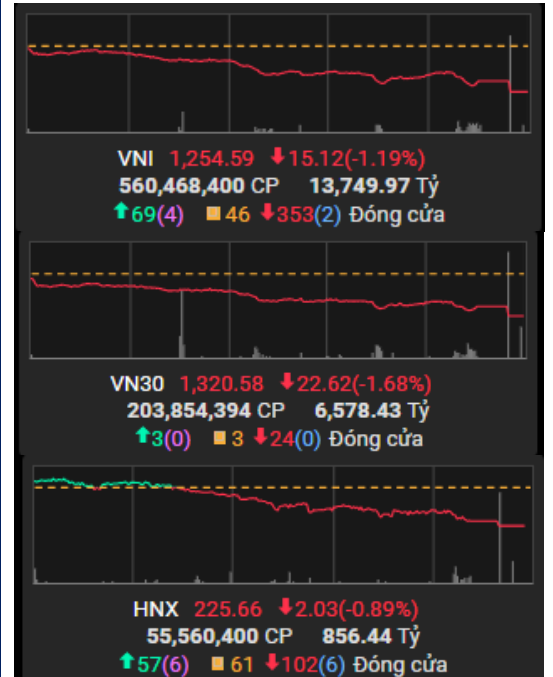 VNI 1,254.59 ⬇15.12(-1.19%)
560,468,400 CP 13,749.97 Tỷ
⬆69(4) ■46 ⬇353(2) Đóng cửa
VN30 1,320.58 ⬇22.62(-1.68%)
203,854,394 CP 6,578.43 Tỷ
⬆3(0) ■3 ⬇24(0) Đóng cửa
HNX 225.66 ⬇2.03(-0.89%)
55,560,400 CP 856.44 Tỷ
⬆57(6) ■61 ⬇102(6) Đóng cửa